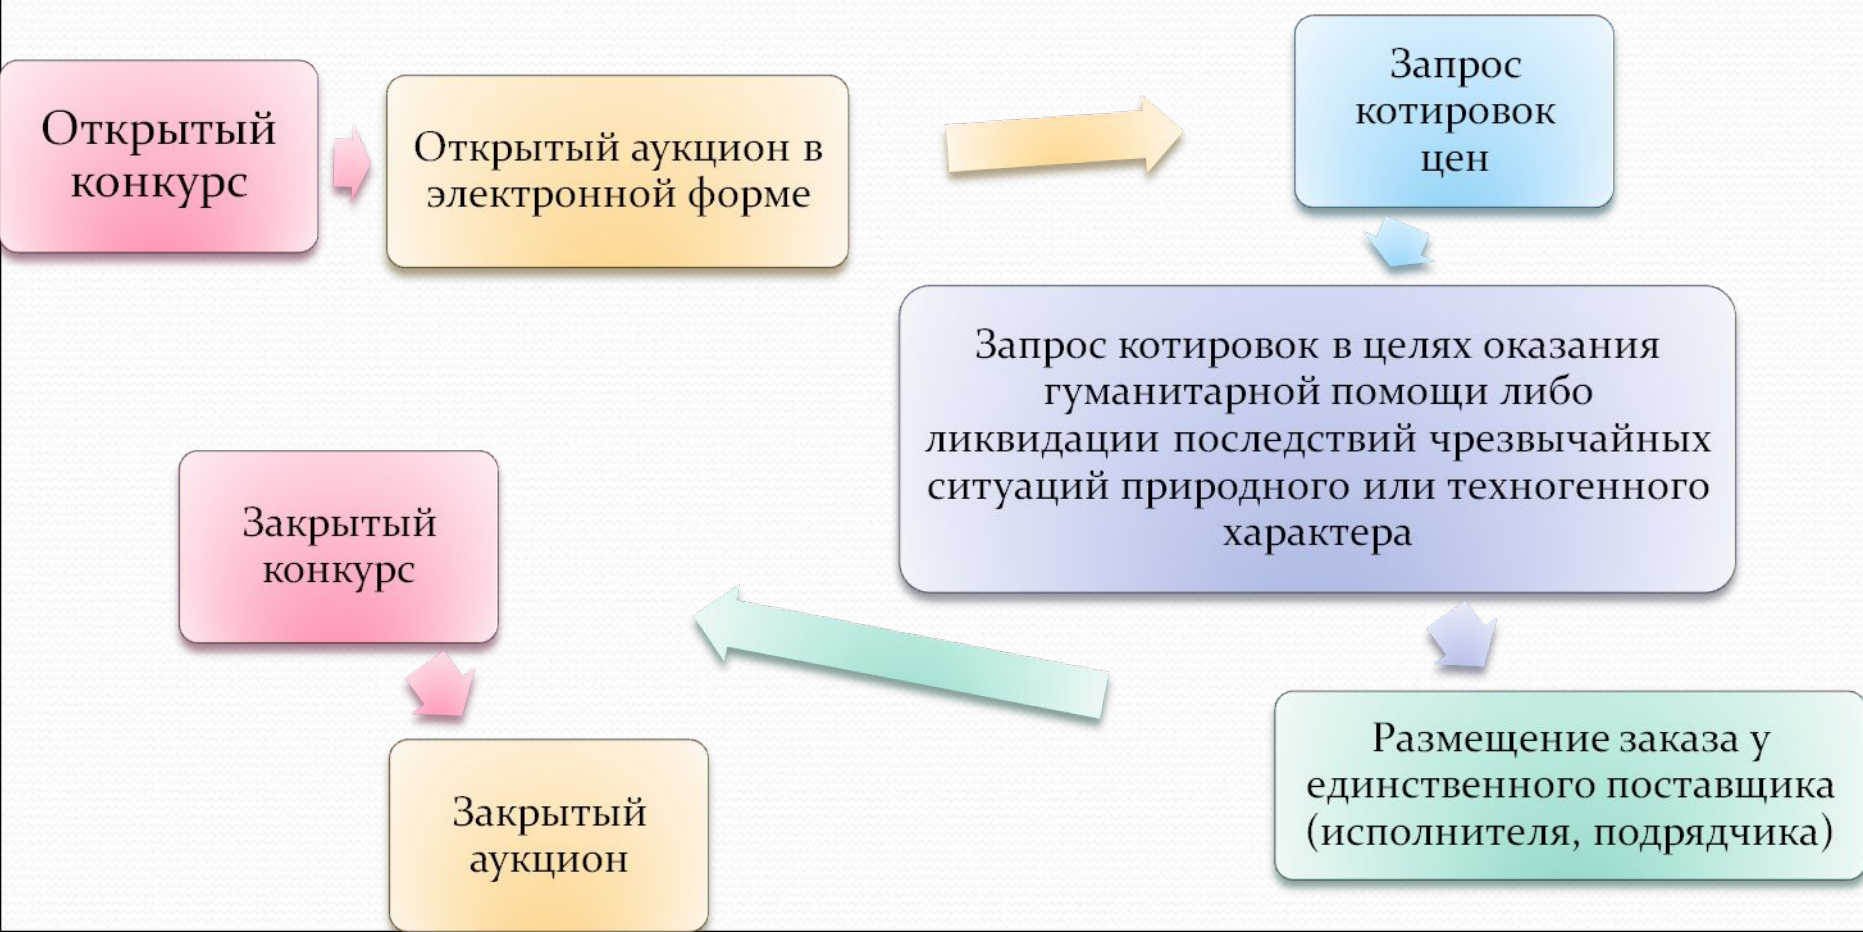 Открытый
конкурс
Открытый аукцион в
электронной форме
Запрос
котировок
цен
Запрос котировок в целях оказания
гуманитарной помощи либо
ликвидации последствий чрезвычайных
ситуаций природного или техногенного
характера
Размещение заказа у
единственного поставщика
(исполнителя, подрядчика)
Закрытый
конкурс
Закрытый
аукцион